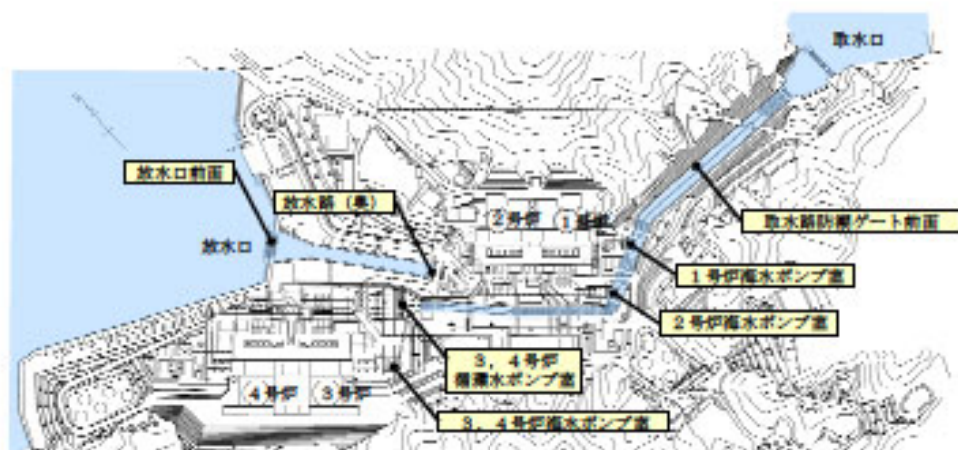 取水口
放水口前面
放水路（奥）
２号炉
１号炉
取水路防潮ゲート前面
放水口
１号炉海水ポンプ室
２号炉海水ポンプ室
３，４号炉
循環水ポンプ室
４号炉
３号炉
３，４号炉海水ポンプ室